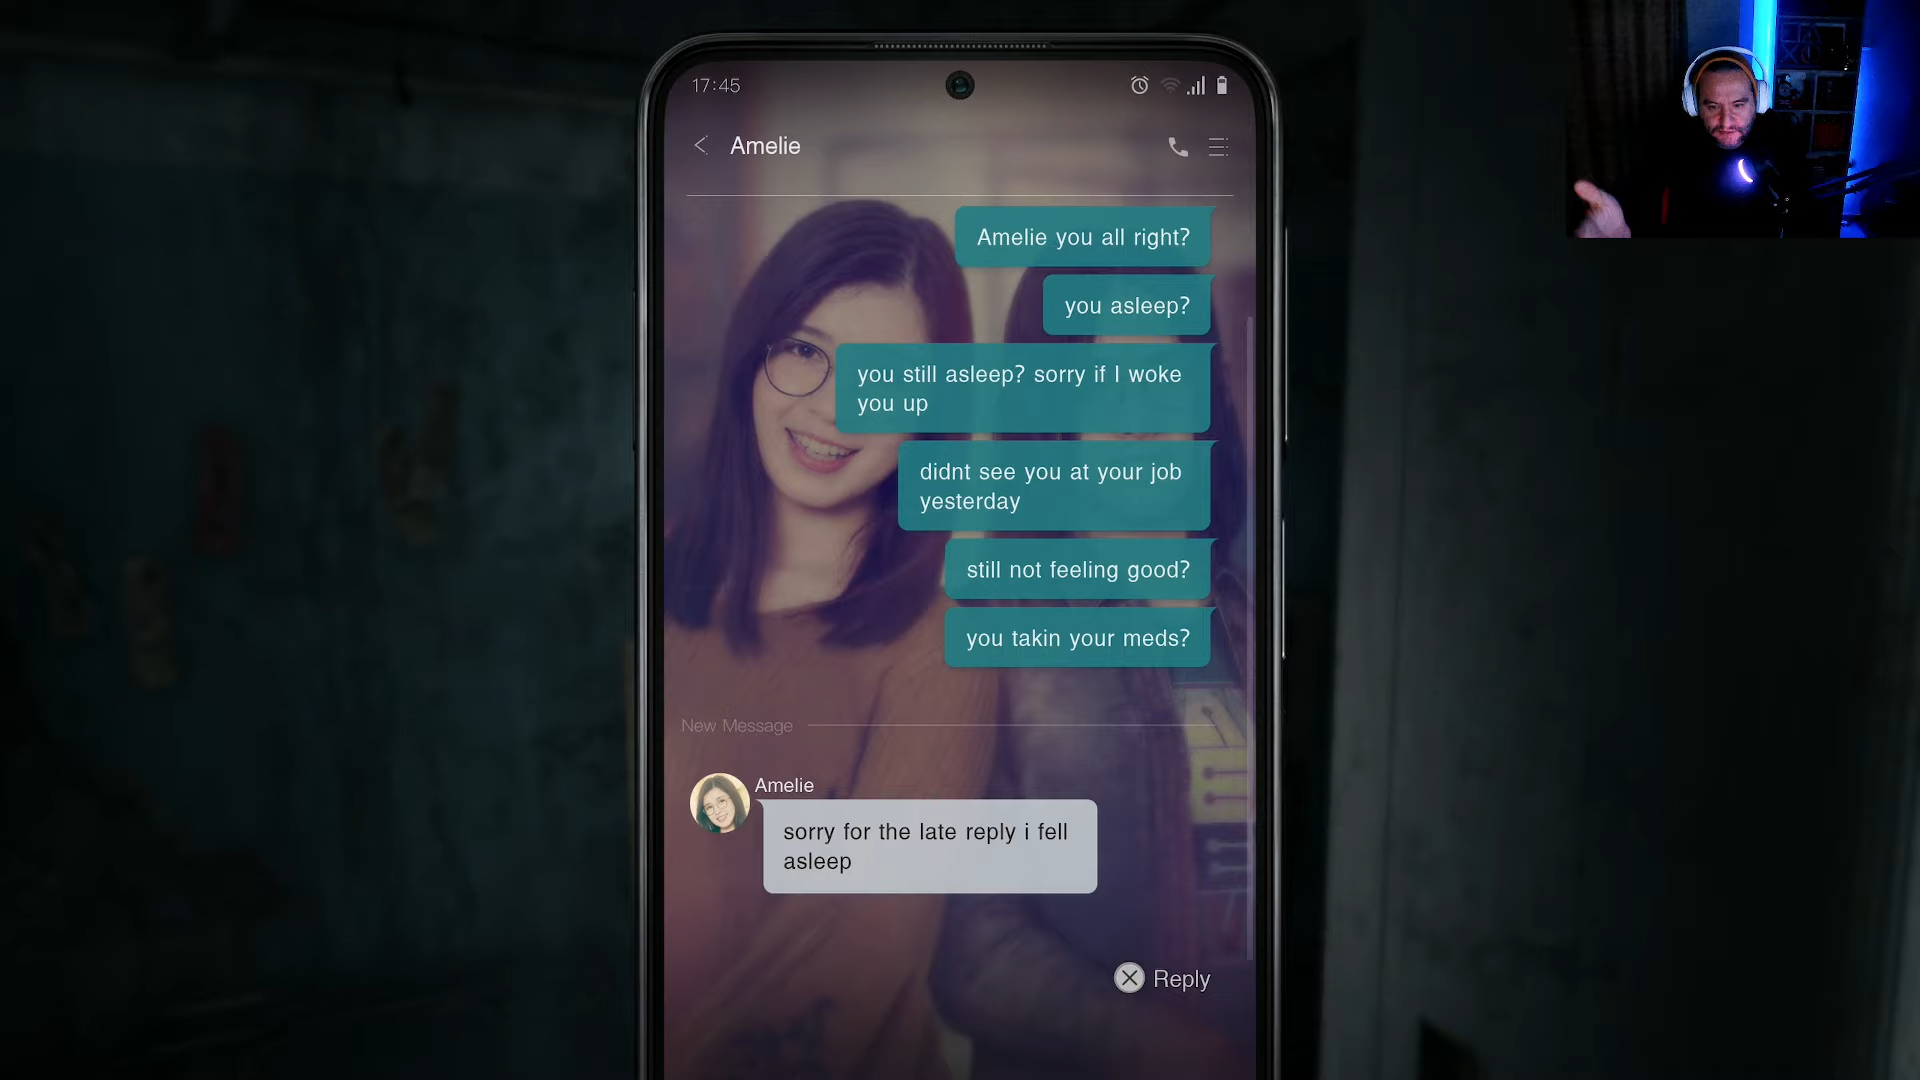 17:45
Amelie
Amelie you all right?
you asleep?
you still asleep? sorry if I woke
you up
didnt see you at your job
yesterday
still not feeling good?
you takin your meds?
New Message
Amelie
sorry for the late reply i fell
asleep
Reply